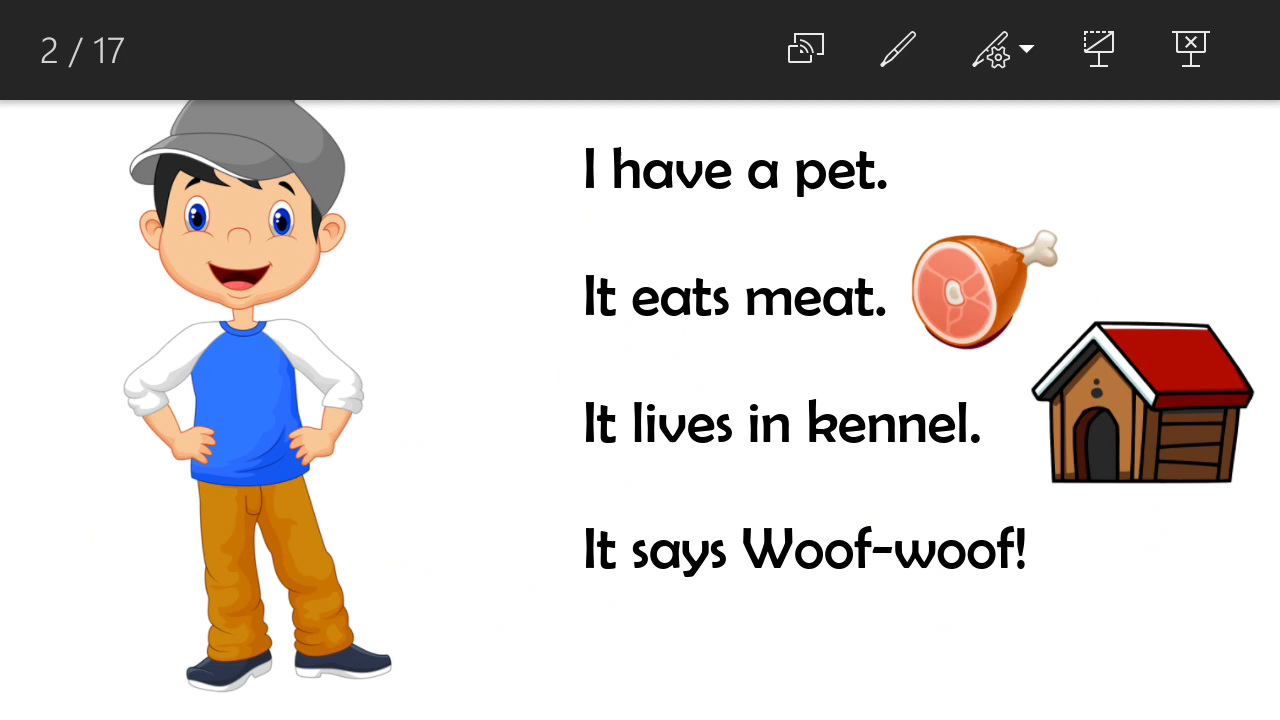 2 / 17
I have a pet.
It eats meat.
It lives in kennel.
It says Woof-woof!